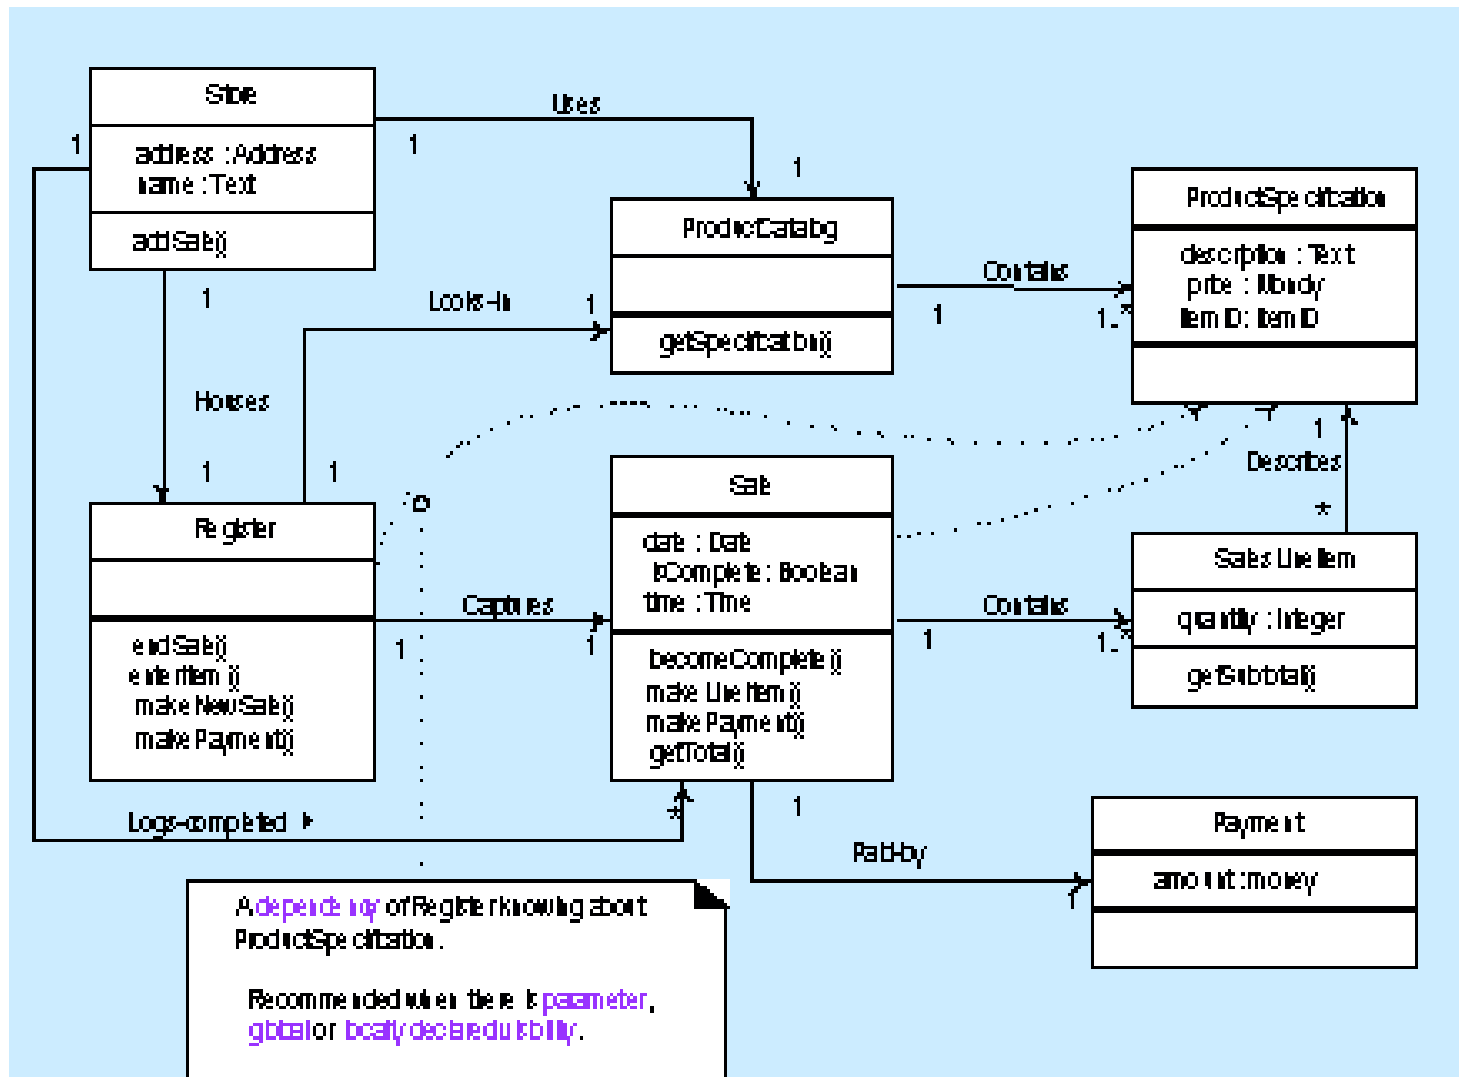 Store
address : Address
name : Text
addSale()
1
1
Uses
1
1
Houses
1
ProductCatalog
getSpecification()
Looks-in
1
1
Contains
1
1..*
ProductSpecification
description : Text
price : Money
itemID : ItemID
1
Describes
*
Register
endSale()
enterItem()
makeNewSale()
makePayment()
Captures
1
1
Sale
date : Date
isComplete : Boolean
time : Time
becomeComplete()
makeLineItem()
makePayment()
getTotal()
Contains
1
1..*
SalesLineItem
quantity : Integer
getSubtotal()
Logs-completed
*
1
Paid-by
1
Payment
amount : money
A dependency of Register knowing about
ProductSpecification.
Recommended when there is parameter,
global or locally declared visibility.